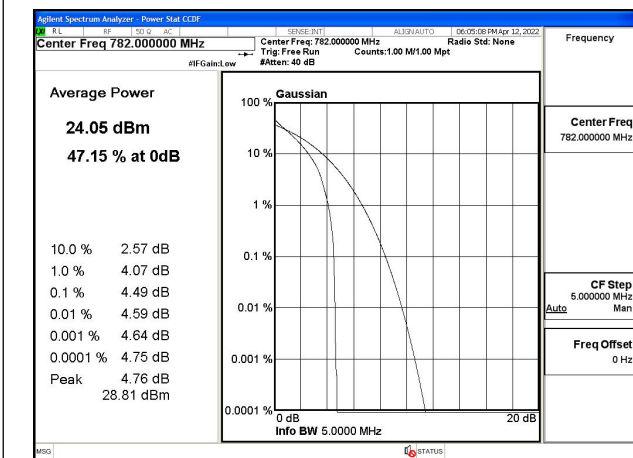 Agilent Spectrum Analyzer - Power Stat CCDF
RL RF 50 Ω AC SENSE:INT ALIGN AUTO 06:05:08 PM Apr 12, 2022
Center Freq 782.000000 MHz
Center Freq: 782.000000 MHz Radio Std: None
Trig: Free Run Counts:1.00 M/1.00 Mpt
#IFGain:Low #Atten: 40 dB
Frequency
Average Power
24.05 dBm
47.15 % at 0dB
10.0 % 2.57 dB
1.0 % 4.07 dB
0.1 % 4.49 dB
0.01 % 4.59 dB
0.001 % 4.64 dB
0.0001 % 4.75 dB
Peak 4.76 dB
28.81 dBm
Gaussian
100 %
10 %
1 %
0.1 %
0.01 %
0.001 %
0.0001 %
0 dB 20 dB
Info BW 5.0000 MHz
Center Freq
782.000000 MHz
CF Step
5.000000 MHz
Auto Man
Freq Offset
0 Hz
MSG STATUS